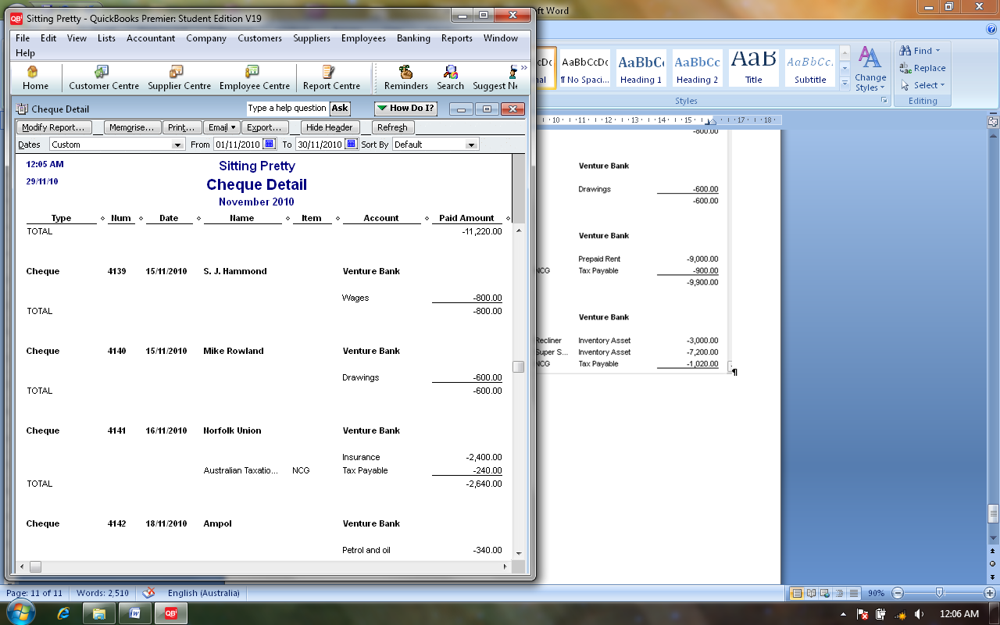 Sitting Pretty - QuickBooks Premier: Student Edition V19
File Edit View Lists Accountant Company Customers Suppliers Employees Banking Reports Window
Help
Home Customer Centre Supplier Centre Employee Centre Report Centre Reminders Search
Cheque Detail Type a help question Ask How Do I?
Modify Report... Memorise... Print... Email Export... Hide Header Refresh
Dates Custom From 01/11/2010 To 30/11/2010 Sort By Default
12:05 AM
29/11/10
Sitting Pretty
Cheque Detail
November 2010
Type Num Date Name Item Account Paid Amount
TOTAL -11,220.00
Cheque 4139 15/11/2010 S. J. Hammond Venture Bank
Wages -800.00
TOTAL -800.00
Cheque 4140 15/11/2010 Mike Rowland Venture Bank
Drawings -600.00
TOTAL -600.00
Cheque 4141 16/11/2010 Norfolk Union Venture Bank
Insurance -2,400.00
Australian Taxatio... NCG Tax Payable -240.00
TOTAL -2,640.00
Cheque 4142 18/11/2010 Ampol Venture Bank
Petrol and oil -340.00
ft Word
AaBbCcDc AaBbCc AaBbCc AaB AaBbCc.
¶ No Spaci... Heading 1 Heading 2 Title Subtitle
Change
Styles
Find
Replace
Select
Styles Editing
10 11 12 13 14 15 17 18
-800.00
Venture Bank
Drawings -600.00
-600.00
Venture Bank
Prepaid Rent -9,000.00
NCG Tax Payable -900.00
-9,900.00
Venture Bank
Recliner Inventory Asset -3,000.00
Super S... Inventory Asset -7,200.00
NCG Tax Payable -1,020.00
¶
Page: 11 of 11 Words: 2,510 English (Australia) 90%
12:06 AM